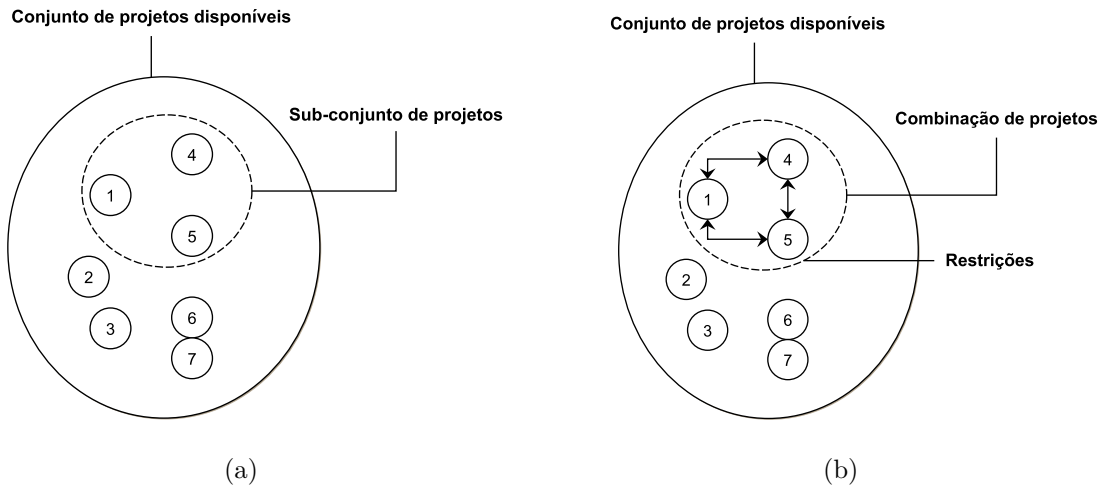 Conjunto de projetos disponíveis
Sub-conjunto de projetos
4
1
5
2
3
6
7
(a)
Conjunto de projetos disponíveis
Combinação de projetos
4
1
5
Restrições
2
3
6
7
(b)